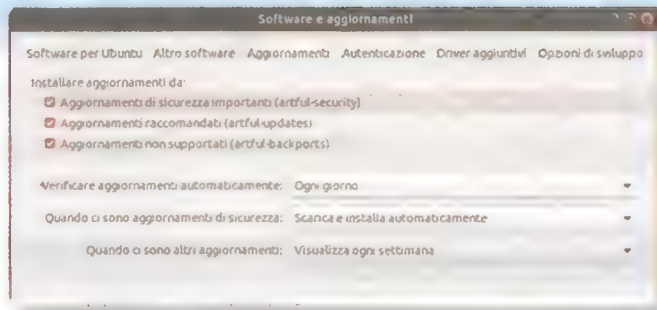 Software e aggiornamenti
Software per Ubuntu Altro software Aggiornamenti Autenticazione Driver aggiuntivi Opzioni di sviluppo
Installare aggiornamenti da:
Aggiornamenti di sicurezza importanti (artful-security)
Aggiornamenti raccomandati (artful-updates)
Aggiornamenti non supportati (artful-backports)
Verificare aggiornamenti automaticamente: Ogni giorno
Quando ci sono aggiornamenti di sicurezza: Scarica e installa automaticamente
Quando ci sono altri aggiornamenti: Visualizza ogni settimana